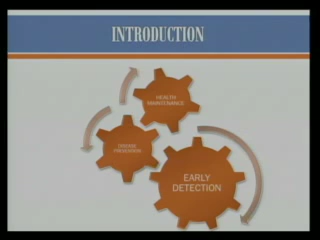 INTRODUCTION
HEALTH
MAINTENANCE
DISEASE
PREVENTION
EARLY
DETECTION